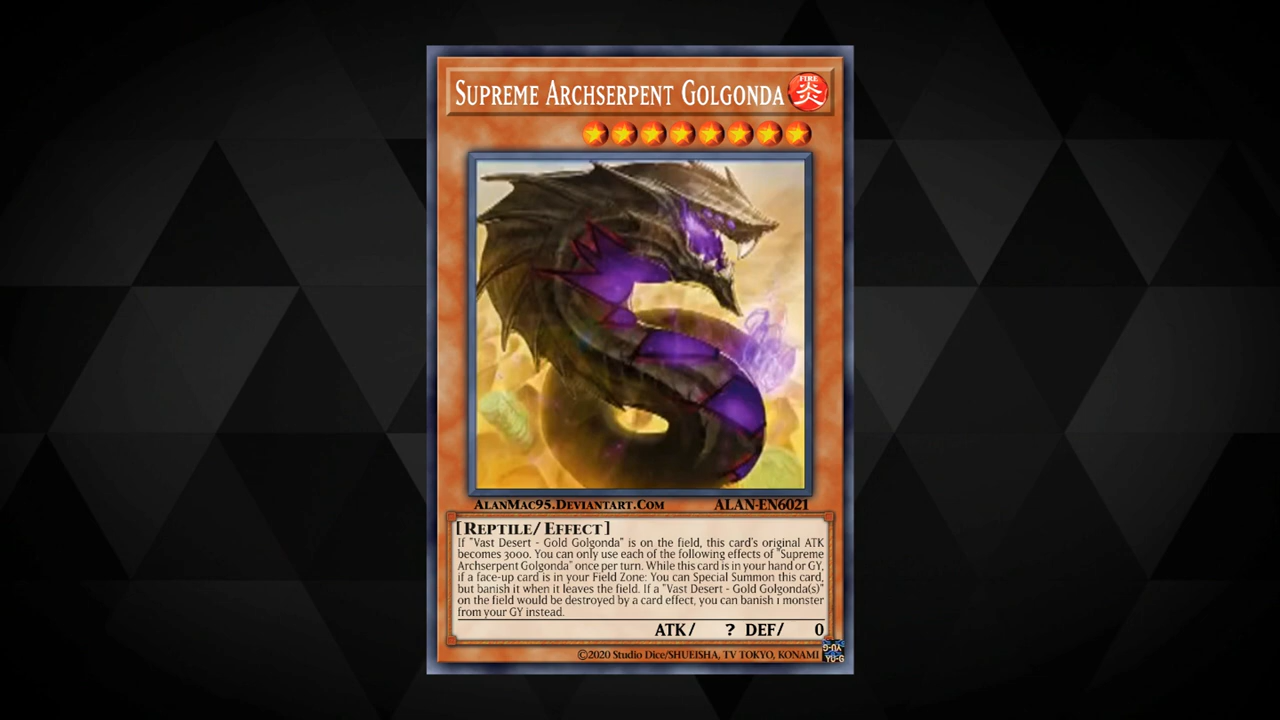 SUPREME ARCHSERPENT GOLGONDA
FIRE
炎
ALANMAC95.DEVIANTART.COM ALAN-EN6021
[REPTILE/ EFFECT]
If "Vast Desert - Gold Golgonda" is on the field, this card's original ATK
becomes 3000. You can only use each of the following effects of "Supreme
Archserpent Golgonda" once per turn. While this card is in your hand or GY,
if a face-up card is in your Field Zone: You can Special Summon this card,
but banish it when it leaves the field. If a "Vast Desert - Gold Golgonda(s)"
on the field would be destroyed by a card effect, you can banish 1 monster
from your GY instead.
ATK/ ? DEF/ 0
©2020 Studio Dice/SHUEISHA, TV TOKYO, KONAMI